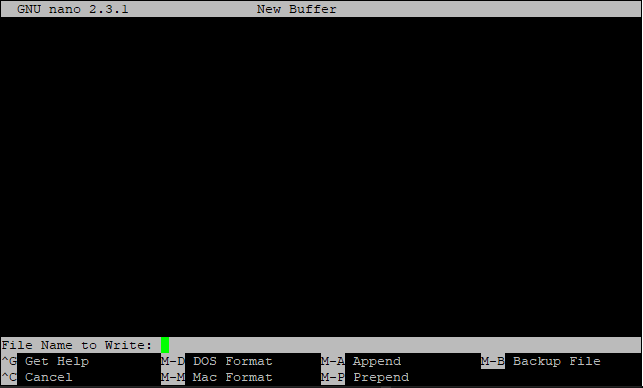 GNU nano 2.3.1 New Buffer
File Name to Write:
^G Get Help M-D DOS Format M-A Append M-B Backup File
^C Cancel M-M Mac Format M-P Prepend